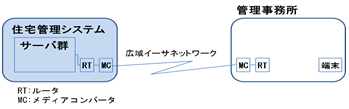 住宅管理システム
サーバ群
RT
MC
広域イーサネットワーク
管理事務所
MC
RT
端末
RT:ルータ
MC:メディアコンバータ